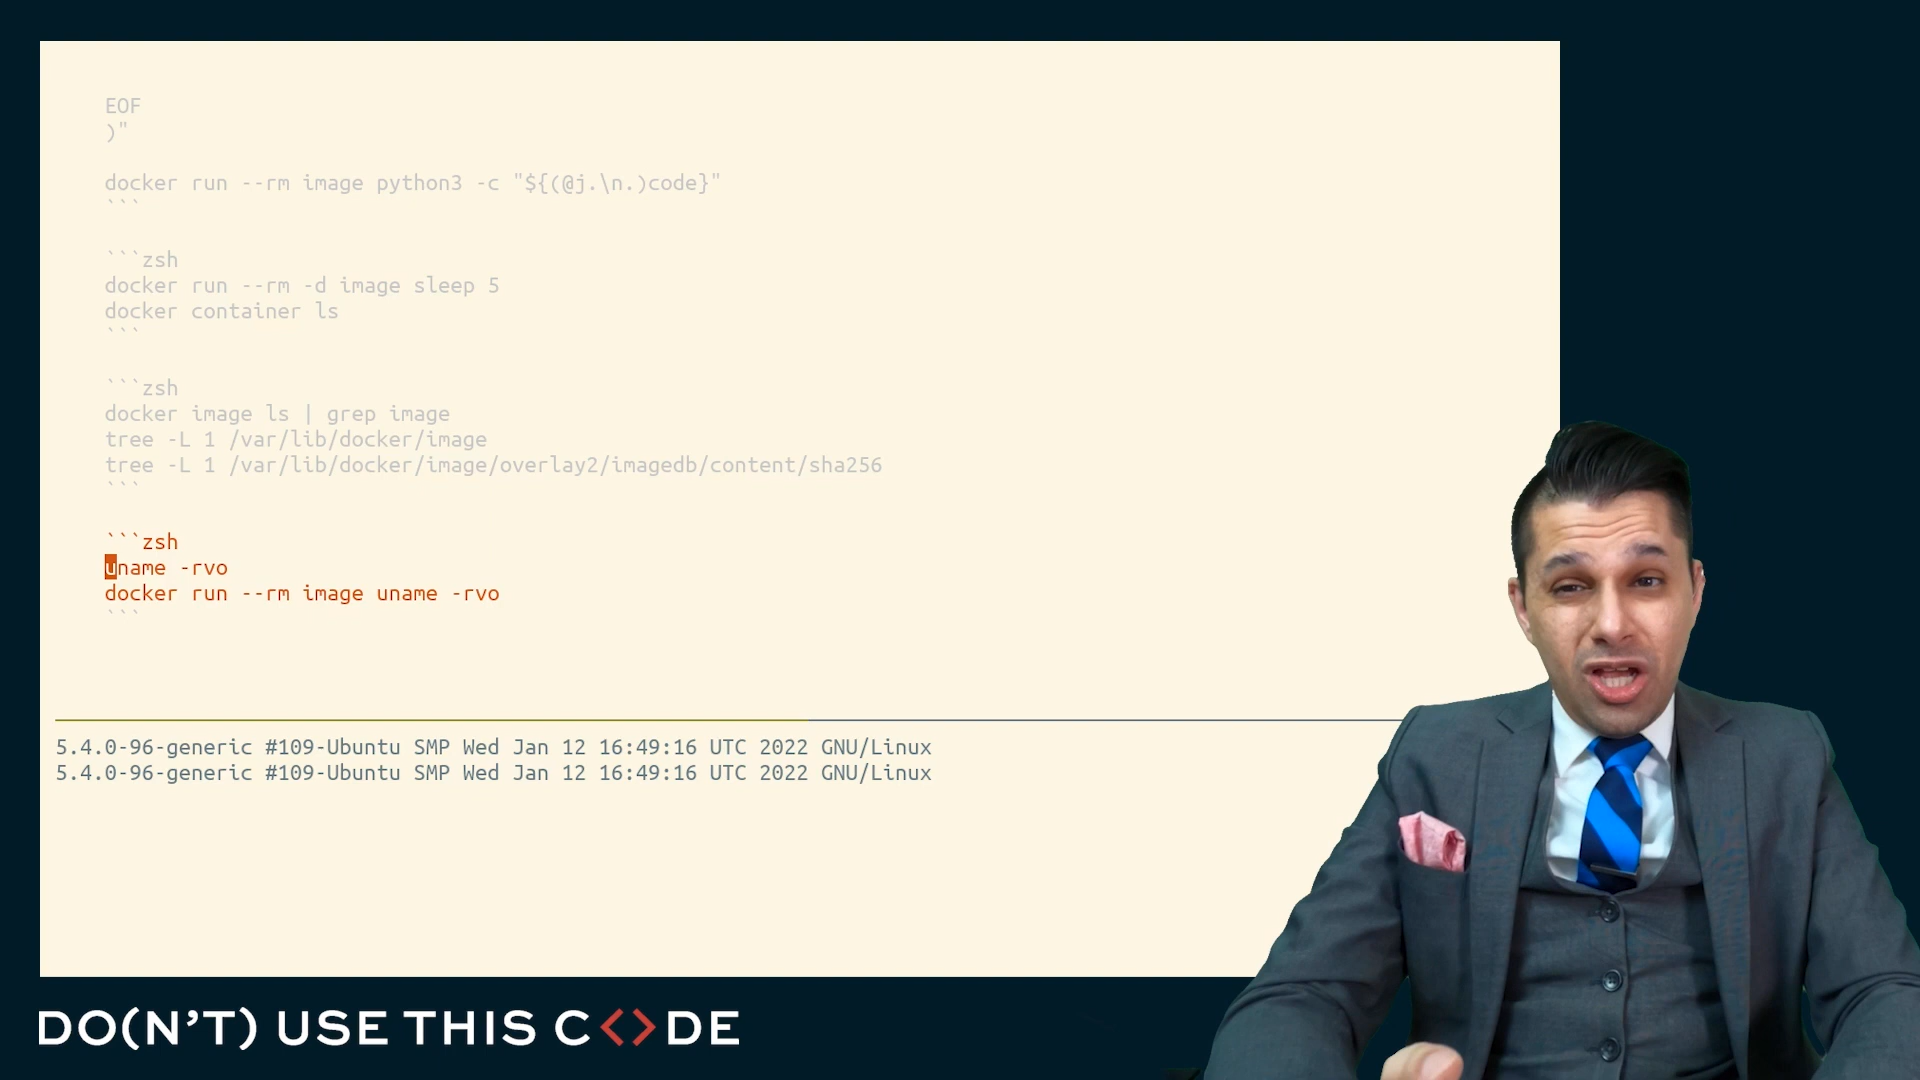 EOF
)"
docker run --rm image python3 -c "${(@j.\n.)code}"
```
```zsh
docker run --rm -d image sleep 5
docker container ls
```
```zsh
docker image ls | grep image
tree -L 1 /var/lib/docker/image
tree -L 1 /var/lib/docker/image/overlay2/imagedb/content/sha256
```
```zsh
uname -rvo
docker run --rm image uname -rvo
```
5.4.0-96-generic #109-Ubuntu SMP Wed Jan 12 16:49:16 UTC 2022 GNU/Linux
5.4.0-96-generic #109-Ubuntu SMP Wed Jan 12 16:49:16 UTC 2022 GNU/Linux
DO(N'T) USE THIS C<>DE